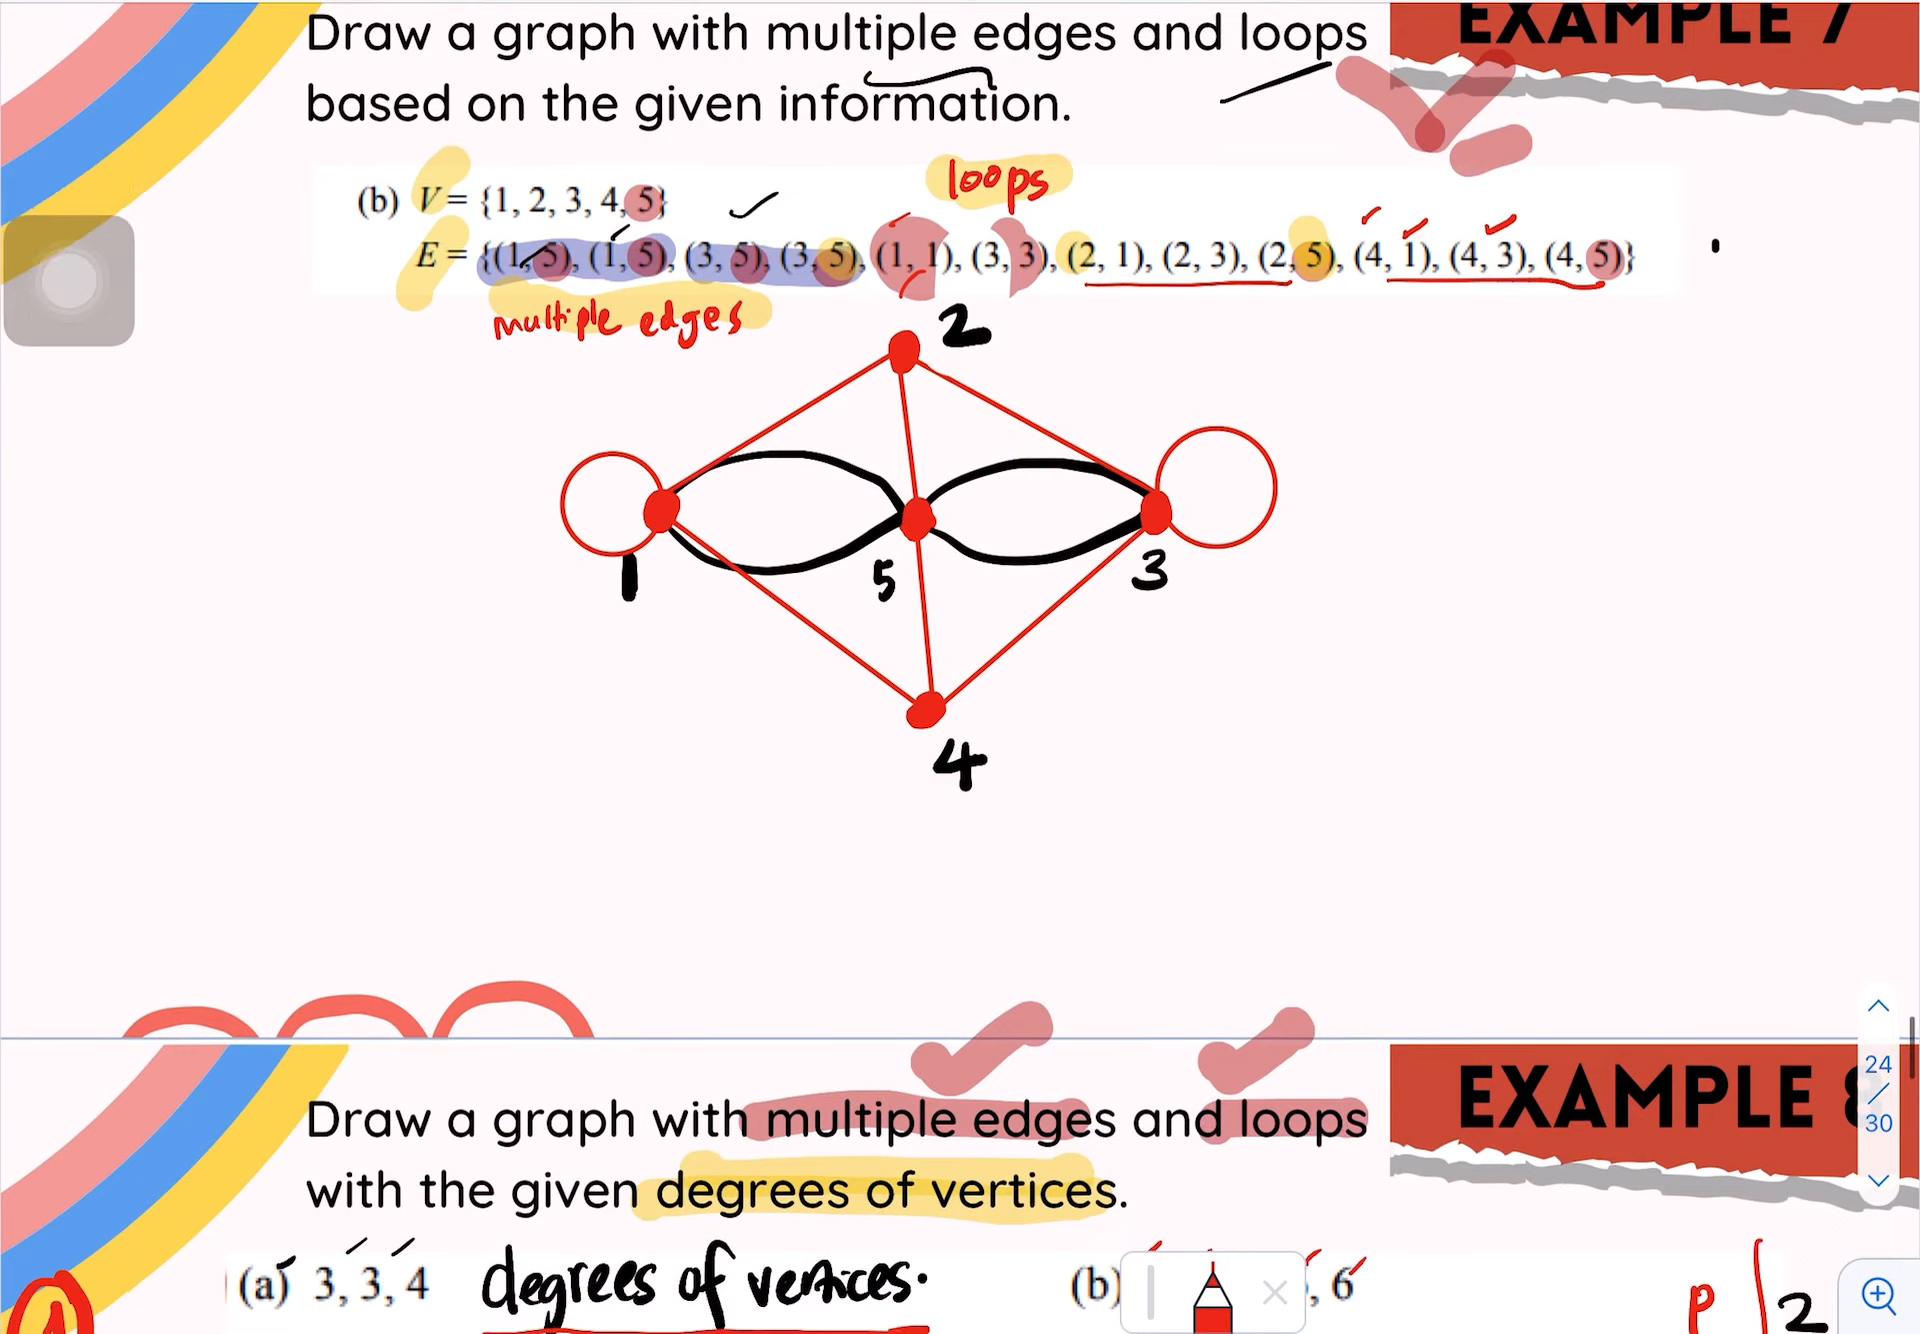 Draw a graph with multiple edges and loops
based on the given information.
EXAMPLE 7
loops
(b) V = {1, 2, 3, 4, 5}
E = {(1, 5), (1, 5), (3, 5), (3, 5), (1, 1), (3, 3), (2, 1), (2, 3), (2, 5), (4, 1), (4, 3), (4, 5)}
multiple edges
2
1
5
3
4
Draw a graph with multiple edges and loops
with the given degrees of vertices.
EXAMPLE 8
24
/
30
(a) 3, 3, 4
degrees of vertices.
(b)
, 6
P
2